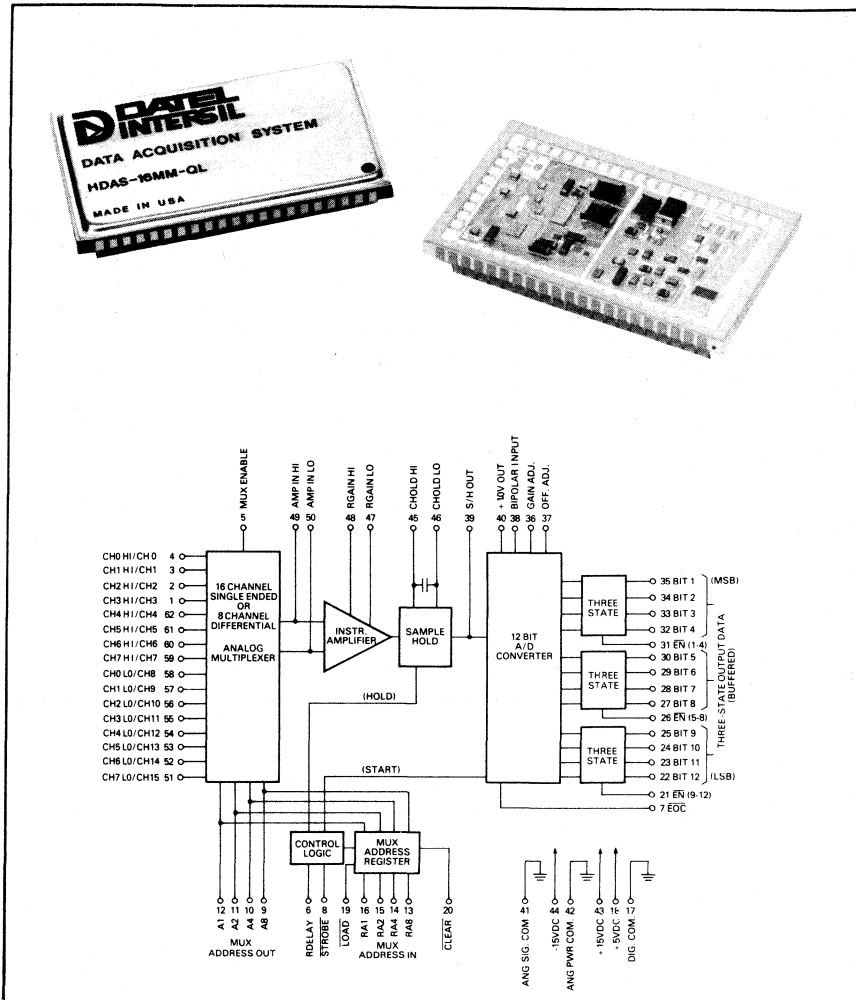 DATEL
INTERSIL
DATA ACQUISITION SYSTEM
HDAS-16MM-QL
MADE IN USA
5 MUX ENABLE
49 AMP IN HI
50 AMP IN LO
48 RGAIN HI
47 RGAIN LO
45 CHOLD HI
46 CHOLD LO
39 S/H OUT
40 + 10V OUT
38 BIPOLAR INPUT
36 GAIN ADJ.
37 OFF. ADJ.
CH0 HI/CH 0 4
CH1 HI/CH1 3
CH2 HI/CH2 2
CH3 HI/CH3 1
CH4 HI/CH4 62
CH5 HI/CH5 61
CH6 HI/CH6 60
CH7 HI/CH7 59
CH0 LO/CH8 58
CH1 LO/CH9 57
CH2 LO/CH10 56
CH3 LO/CH11 55
CH4 LO/CH12 54
CH5 LO/CH13 53
CH6 LO/CH14 52
CH7 LO/CH15 51
16 CHANNEL
SINGLE ENDED
OR
8 CHANNEL
DIFFERENTIAL
ANALOG
MULTIPLEXER
INSTR.
AMPLIFIER
SAMPLE
HOLD
12 BIT
A/D
CONVERTER
(HOLD)
(START)
THREE
STATE
THREE
STATE
THREE
STATE
35 BIT 1 (MSB)
34 BIT 2
33 BIT 3
32 BIT 4
31 EN (1-4)
30 BIT 5
29 BIT 6
28 BIT 7
27 BIT 8
26 EN (5-8)
25 BIT 9
24 BIT 10
23 BIT 11
22 BIT 12 (LSB)
21 EN (9-12)
7 EOC
THREE-STATE OUTPUT DATA
(BUFFERED)
CONTROL
LOGIC
MUX
ADDRESS
REGISTER
12 A1
11 A2
10 A4
9 A8
MUX
ADDRESS OUT
6 RDELAY
8 STROBE
19 LOAD
16 RA1
15 RA2
14 RA4
13 RA8
MUX
ADDRESS IN
20 CLEAR
41 ANG SIG. COM
44 -15VDC
42 ANG PWR COM.
43 + 15VDC
18 + 5VDC
17 DIG. COM.